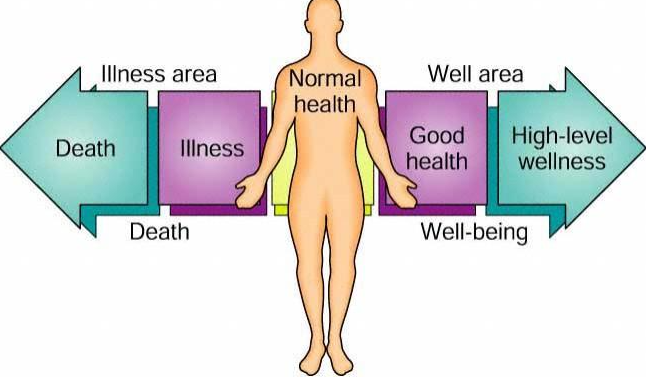 Illness area
Well area
Death
Illness
Normal
health
Good
health
High-level
wellness
Death
Well-being